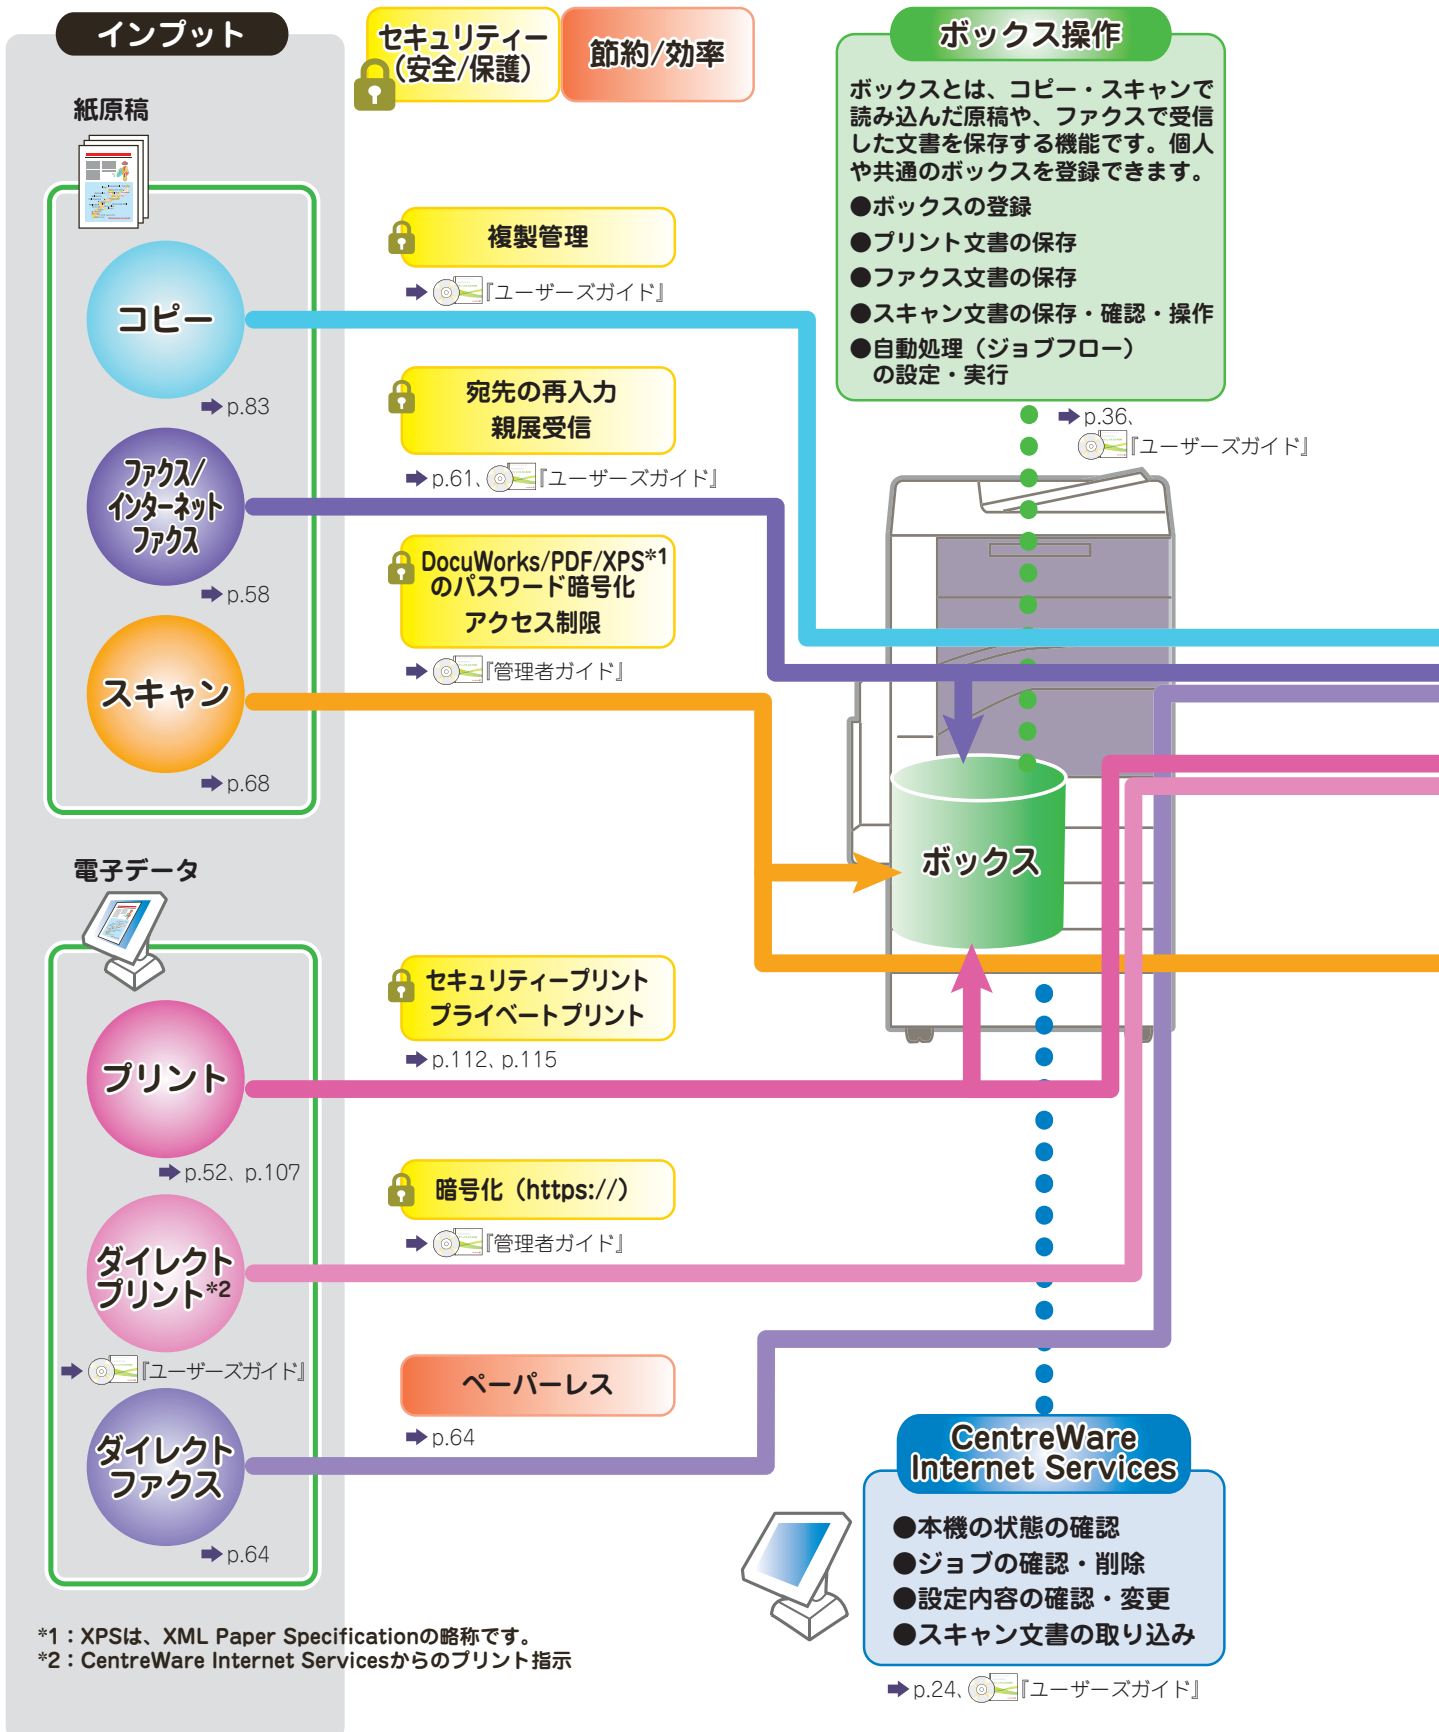 インプット
セキュリティー
（安全/保護）
節約/効率
ボックス操作
ボックスとは、コピー・スキャンで
読み込んだ原稿や、ファクスで受信
した文書を保存する機能です。個人
や共通のボックスを登録できます。
●ボックスの登録
●プリント文書の保存
●ファクス文書の保存
●スキャン文書の保存・確認・操作
●自動処理（ジョブフロー）
の設定・実行
➡ p.36、
『ユーザーズガイド』
紙原稿
コピー
➡ p.83
複製管理
➡ 『ユーザーズガイド』
ファクス/
インターネット
ファクス
➡ p.58
宛先の再入力
親展受信
➡ p.61、『ユーザーズガイド』
スキャン
➡ p.68
DocuWorks/PDF/XPS*1
のパスワード暗号化
アクセス制限
➡ 『管理者ガイド』
ボックス
電子データ
プリント
➡ p.52、p.107
セキュリティープリント
プライベートプリント
➡ p.112、p.115
ダイレクト
プリント*2
➡ 『ユーザーズガイド』
暗号化（https://）
➡ 『管理者ガイド』
ダイレクト
ファクス
➡ p.64
ペーパーレス
➡ p.64
CentreWare
Internet Services
●本機の状態の確認
●ジョブの確認・削除
●設定内容の確認・変更
●スキャン文書の取り込み
➡ p.24、『ユーザーズガイド』
*1：XPSは、XML Paper Specificationの略称です。
*2：CentreWare Internet Servicesからのプリント指示